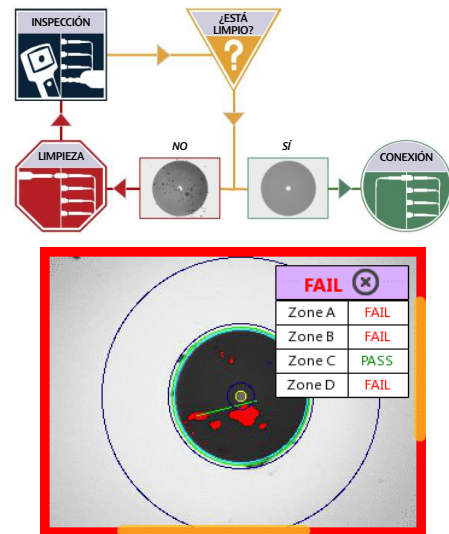 INSPECCIÓN
¿ESTÁ
LIMPIO?
?
NO
SÍ
LIMPIEZA
CONEXIÓN
FAIL
Zone A FAIL
Zone B FAIL
Zone C PASS
Zone D FAIL